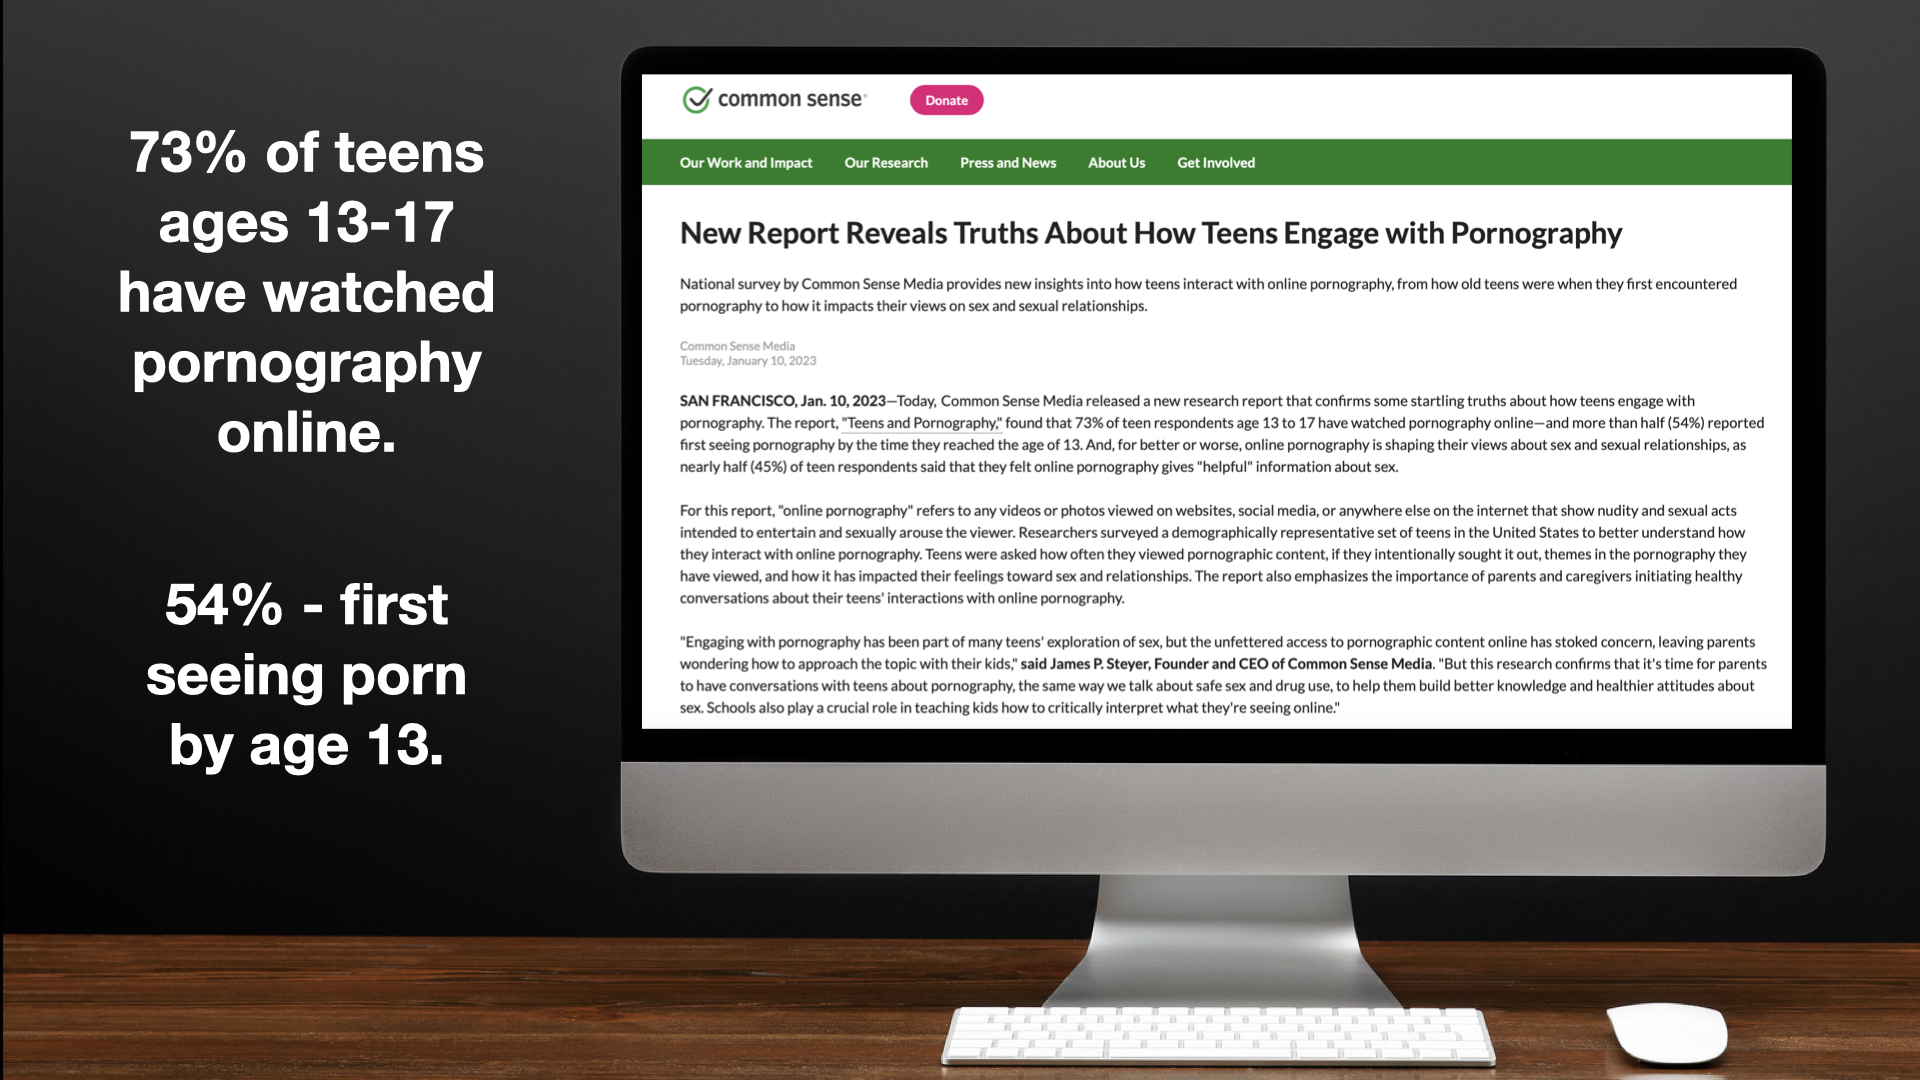 73% of teens
ages 13-17
have watched
pornography
online.
54% - first
seeing porn
by age 13.
common sense®
Donate
Our Work and Impact Our Research Press and News About Us Get Involved
New Report Reveals Truths About How Teens Engage with Pornography
National survey by Common Sense Media provides new insights into how teens interact with online pornography, from how old teens were when they first encountered
pornography to how it impacts their views on sex and sexual relationships.
Common Sense Media
Tuesday, January 10, 2023
SAN FRANCISCO, Jan. 10, 2023—Today, Common Sense Media released a new research report that confirms some startling truths about how teens engage with
pornography. The report, "Teens and Pornography," found that 73% of teen respondents age 13 to 17 have watched pornography online—and more than half (54%) reported
first seeing pornography by the time they reached the age of 13. And, for better or worse, online pornography is shaping their views about sex and sexual relationships, as
nearly half (45%) of teen respondents said that they felt online pornography gives "helpful" information about sex.
For this report, "online pornography" refers to any videos or photos viewed on websites, social media, or anywhere else on the internet that show nudity and sexual acts
intended to entertain and sexually arouse the viewer. Researchers surveyed a demographically representative set of teens in the United States to better understand how
they interact with online pornography. Teens were asked how often they viewed pornographic content, if they intentionally sought it out, themes in the pornography they
have viewed, and how it has impacted their feelings toward sex and relationships. The report also emphasizes the importance of parents and caregivers initiating healthy
conversations about their teens' interactions with online pornography.
"Engaging with pornography has been part of many teens' exploration of sex, but the unfettered access to pornographic content online has stoked concern, leaving parents
wondering how to approach the topic with their kids," said James P. Steyer, Founder and CEO of Common Sense Media. "But this research confirms that it's time for parents
to have conversations with teens about pornography, the same way we talk about safe sex and drug use, to help them build better knowledge and healthier attitudes about
sex. Schools also play a crucial role in teaching kids how to critically interpret what they're seeing online."